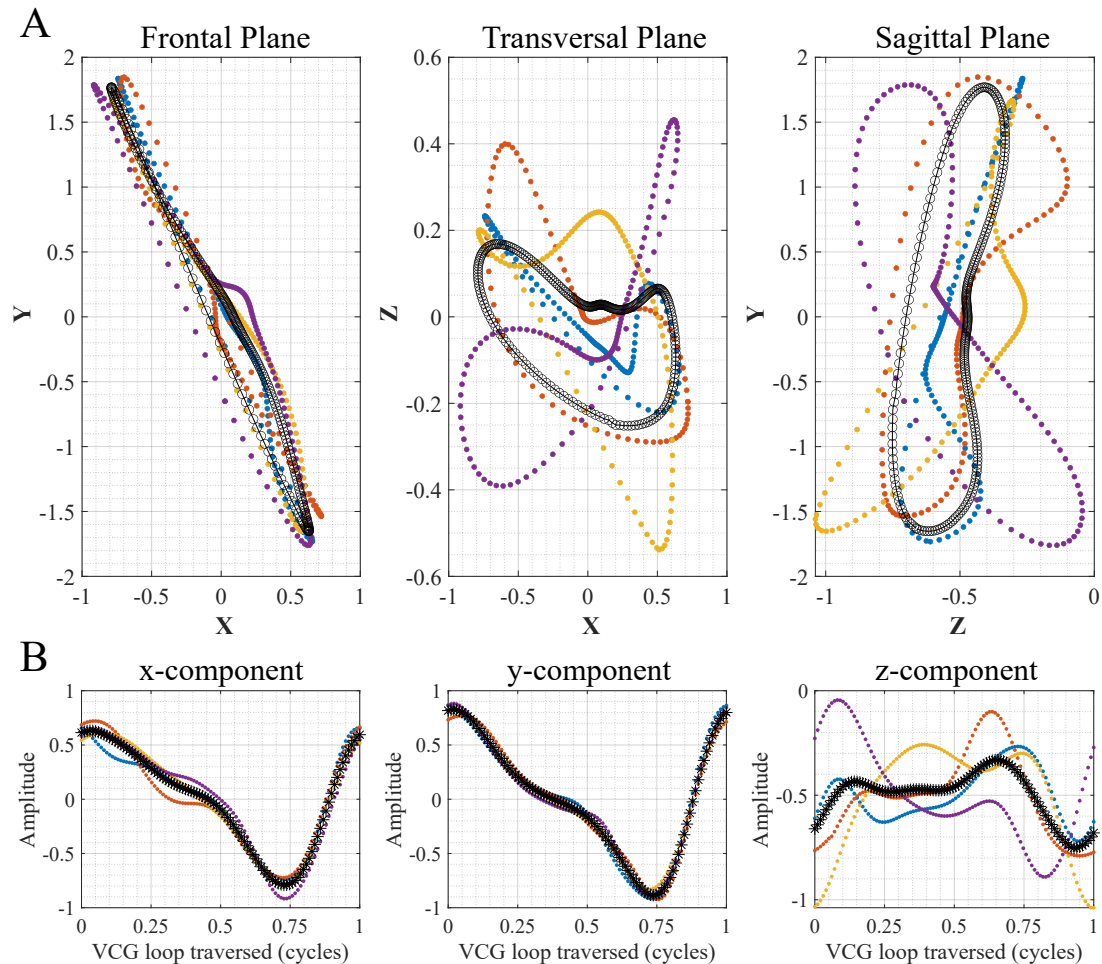 A
Frontal Plane
Transversal Plane
Sagittal Plane
2
1.5
1
0.5
0
-0.5
-1
-1.5
-2
Y
-1 -0.5 0 0.5 1
X
0.6
0.4
0.2
0
-0.2
-0.4
-0.6
Z
-1 -0.5 0 0.5 1
X
2
1.5
1
0.5
0
-0.5
-1
-1.5
-2
Y
-1 -0.5 0
Z
B
x-component
y-component
z-component
1
0.5
0
-0.5
-1
Amplitude
0 0.25 0.5 0.75 1
VCG loop traversed (cycles)
1
0.5
0
-0.5
-1
Amplitude
0 0.25 0.5 0.75 1
VCG loop traversed (cycles)
0
-0.5
-1
Amplitude
0 0.25 0.5 0.75 1
VCG loop traversed (cycles)